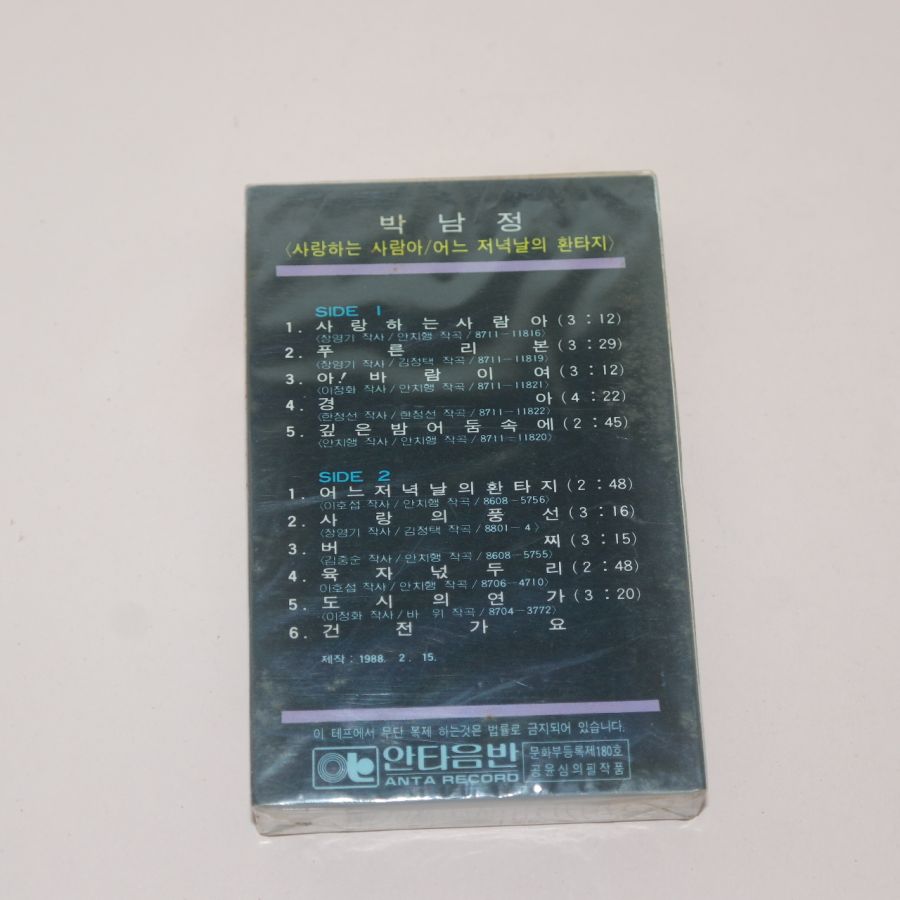 박 남 정
〈사랑하는 사람아/어느 저녁날의 환타지〉
SIDE 1
1. 사 랑 하 는 사 람 아 (3 : 12)
〈장영기 작사/안치행 작곡/8711-11816〉
2. 푸 른 리 본 (3 : 29)
〈장영기 작사/김정택 작곡/8711-11819〉
3. 아! 바 람 이 여 (3 : 12)
〈이정화 작사/안치행 작곡/8711-11821〉
4. 경 아 (4 : 22)
〈한정선 작사/한정선 작곡/8711-11822〉
5. 깊 은 밤 어 둠 속 에 (2 : 45)
〈안치행 작사/안치행 작곡/8711-11820〉
SIDE 2
1. 어 느 저 녁 날 의 환 타 지 (2 : 48)
〈이호섭 작사/안치행 작곡/8608-5756〉
2. 사 랑 의 풍 선 (3 : 16)
〈장영기 작사/김정택 작곡/8801-4〉
3. 버 찌 (3 : 15)
〈김중순 작사/안치행 작곡/8608-5755〉
4. 육 자 넋 두 리 (2 : 48)
이호섭 작사/안치행 작곡/8706-4710〉
5. 도 시 의 연 가 (3 : 20)
〈이정화 작사/바 위 작곡/8704-3772〉
6. 건 전 가 요
제작 : 1988. 2. 15.
이 테프에서 무단 복제 하는것은 법률로 금지되어 있습니다.
안타음반
ANTA RECORD
문화부등록제180호
공윤심의필작품